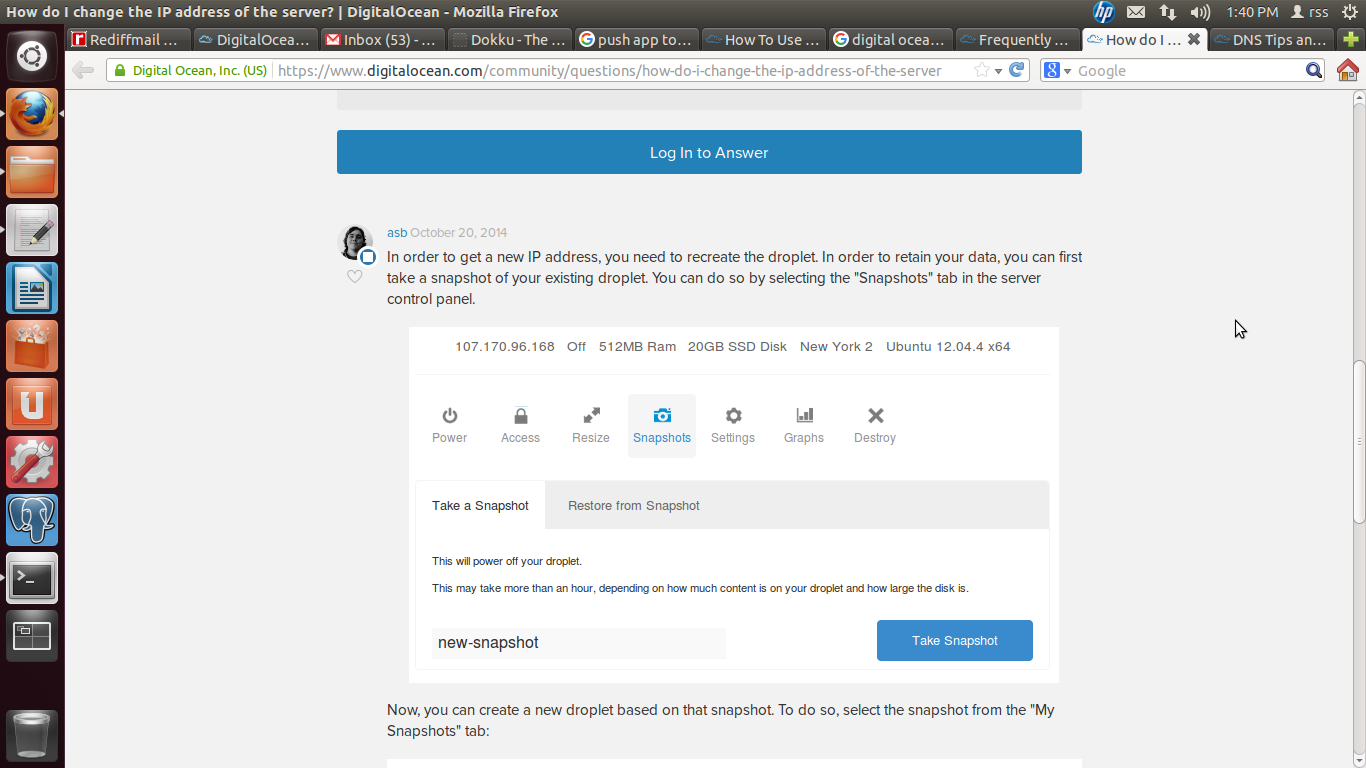 How do I change the IP address of the server? | DigitalOcean - Mozilla Firefox
hp
1:40 PM
rss
Rediffmail ...
DigitalOcea...
Inbox (53) - ...
Dokku - The ...
push app to...
How To Use ...
digital ocea...
Frequently ...
How do I ...
DNS Tips an...
Digital Ocean, Inc. (US)
https://www.digitalocean.com/community/questions/how-do-i-change-the-ip-address-of-the-server
Google
Log In to Answer
asb October 20, 2014
In order to get a new IP address, you need to recreate the droplet. In order to retain your data, you can first
take a snapshot of your existing droplet. You can do so by selecting the "Snapshots" tab in the server
control panel.
107.170.96.168 Off 512MB Ram 20GB SSD Disk New York 2 Ubuntu 12.04.4 x64
Power Access Resize Snapshots Settings Graphs Destroy
Take a Snapshot Restore from Snapshot
This will power off your droplet.
This may take more than an hour, depending on how much content is on your droplet and how large the disk is.
new-snapshot
Take Snapshot
Now, you can create a new droplet based on that snapshot. To do so, select the snapshot from the "My
Snapshots" tab: